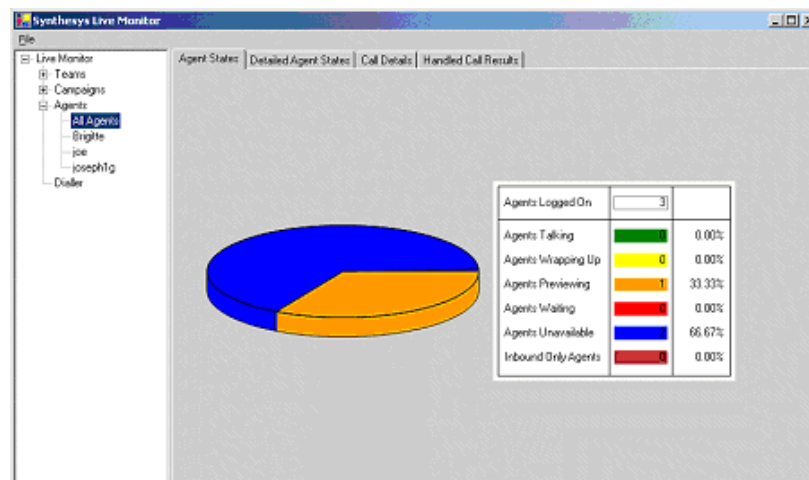 Synthesys Live Monitor
File
Live Monitor
Teams
Campaigns
Agents
All Agents
Brigitte
joe
joseph1g
Dialler
Agent States Detailed Agent States Call Details Handled Call Results
Agents Logged On 3
Agents Talking 0 0.00%
Agents Wrapping Up 0 0.00%
Agents Previewing 1 33.33%
Agents Waiting 0 0.00%
Agents Unavailable 66.67%
Inbound Only Agents 0 0.00%